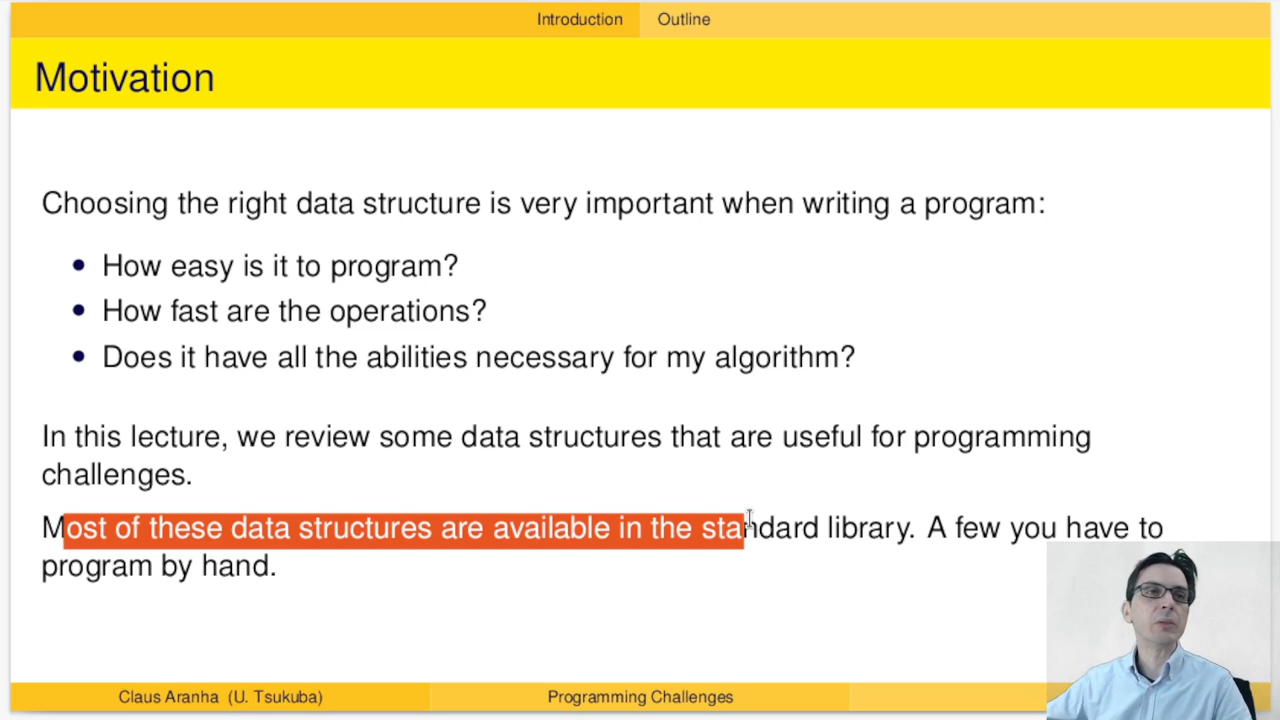 Introduction Outline
Motivation
Choosing the right data structure is very important when writing a program:
• How easy is it to program?
• How fast are the operations?
• Does it have all the abilities necessary for my algorithm?
In this lecture, we review some data structures that are useful for programming
challenges.
Most of these data structures are available in the standard library. A few you have to
program by hand.
Claus Aranha (U. Tsukuba) Programming Challenges